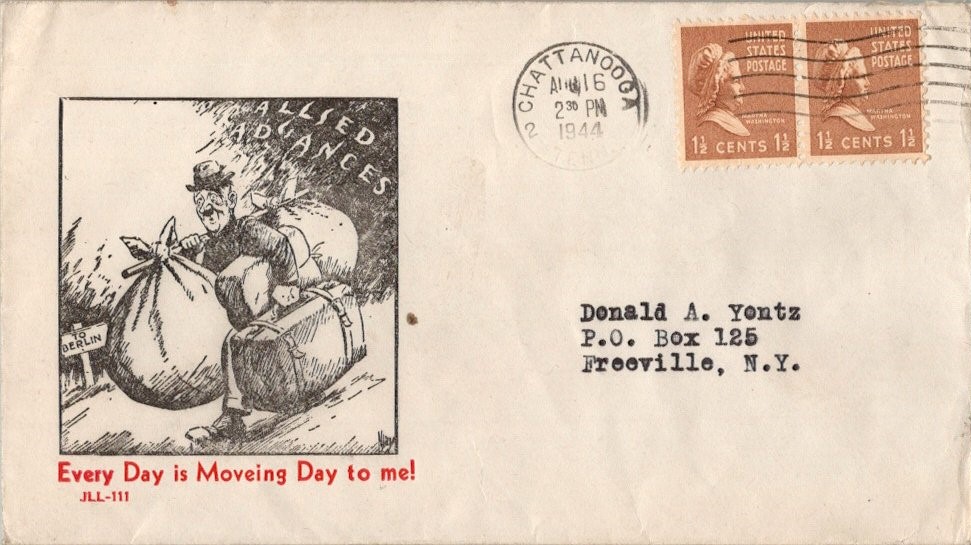 CHATTANOOGA
AUG 16
2 30 PM
1944
TENN.
2
UNITED
STATES
POSTAGE
MARTHA
WASHINGTON
1½ CENTS 1½
UNITED
STATES
POSTAGE
MARTHA
WASHINGTON
1½ CENTS 1½
ALLSED
ADGANCES
TO
BERLIN
Every Day is Moveing Day to me!
JLL-111
Donald A. Yontz
P.O. Box 125
Freeville, N.Y.